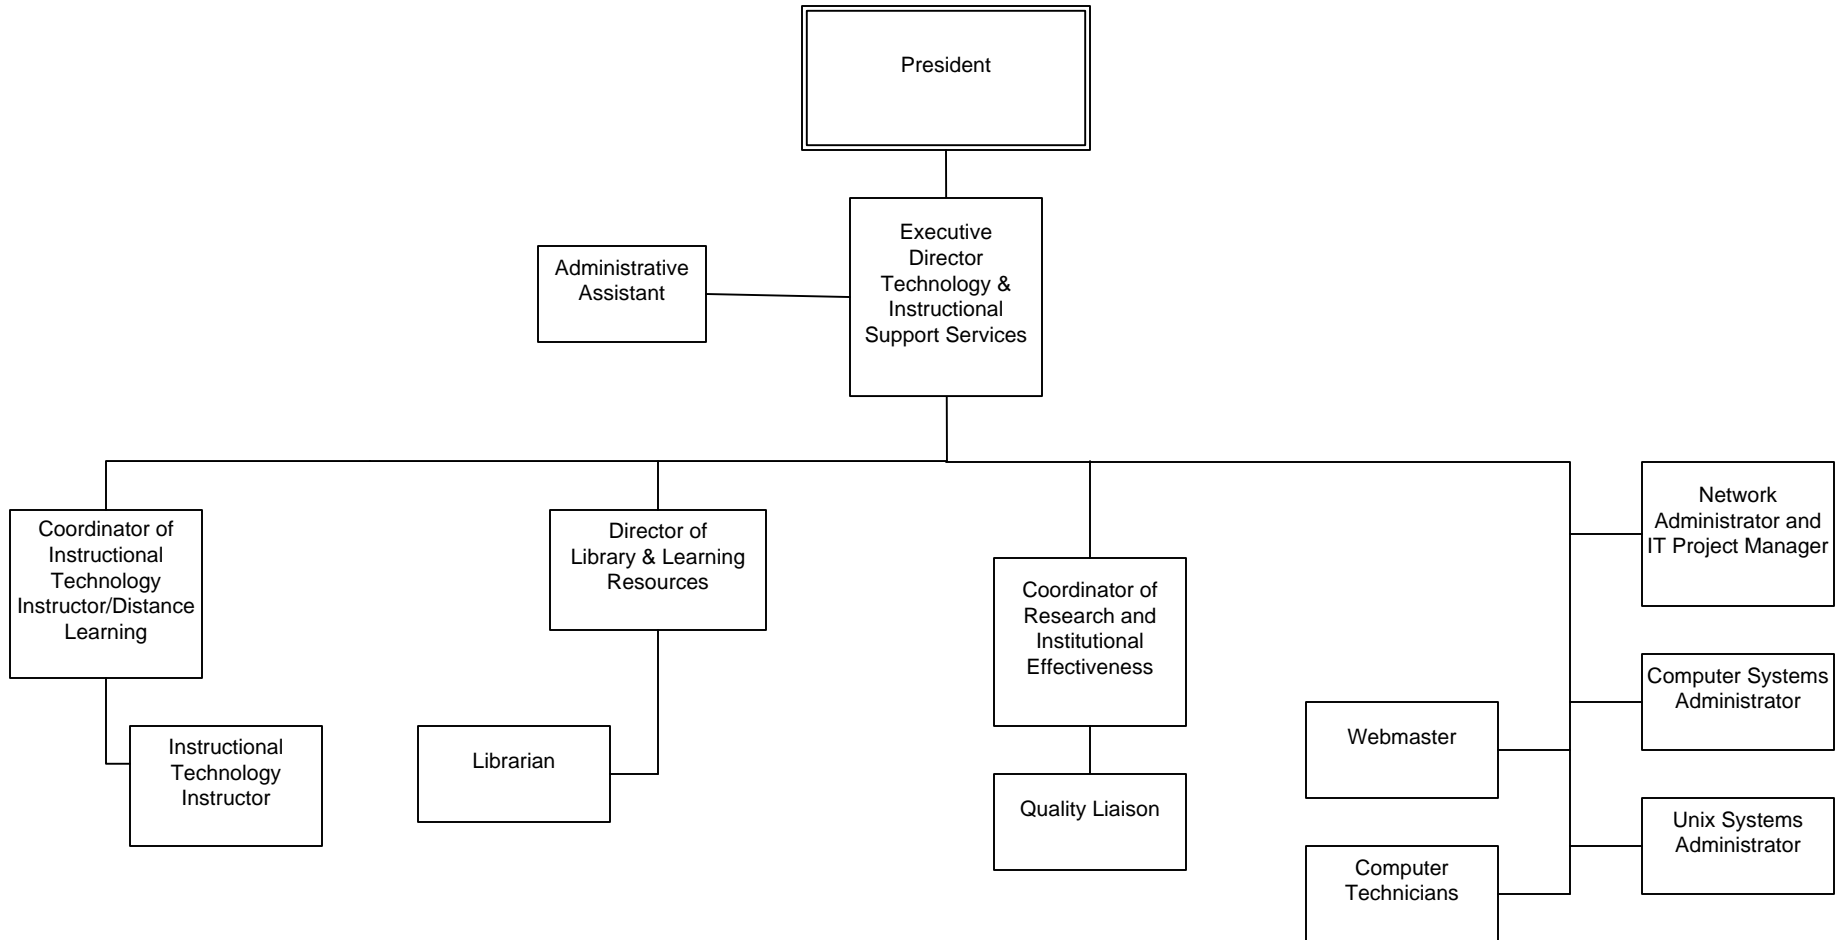 President
Executive
Director
Technology &
Instructional
Support Services
Administrative
Assistant
Coordinator of
Instructional
Technology
Instructor/Distance
Learning
Director of
Library & Learning
Resources
Coordinator of
Research and
Institutional
Effectiveness
Network
Administrator and
IT Project Manager
Computer Systems
Administrator
Webmaster
Instructional
Technology
Instructor
Librarian
Quality Liaison
Unix Systems
Administrator
Computer
Technicians